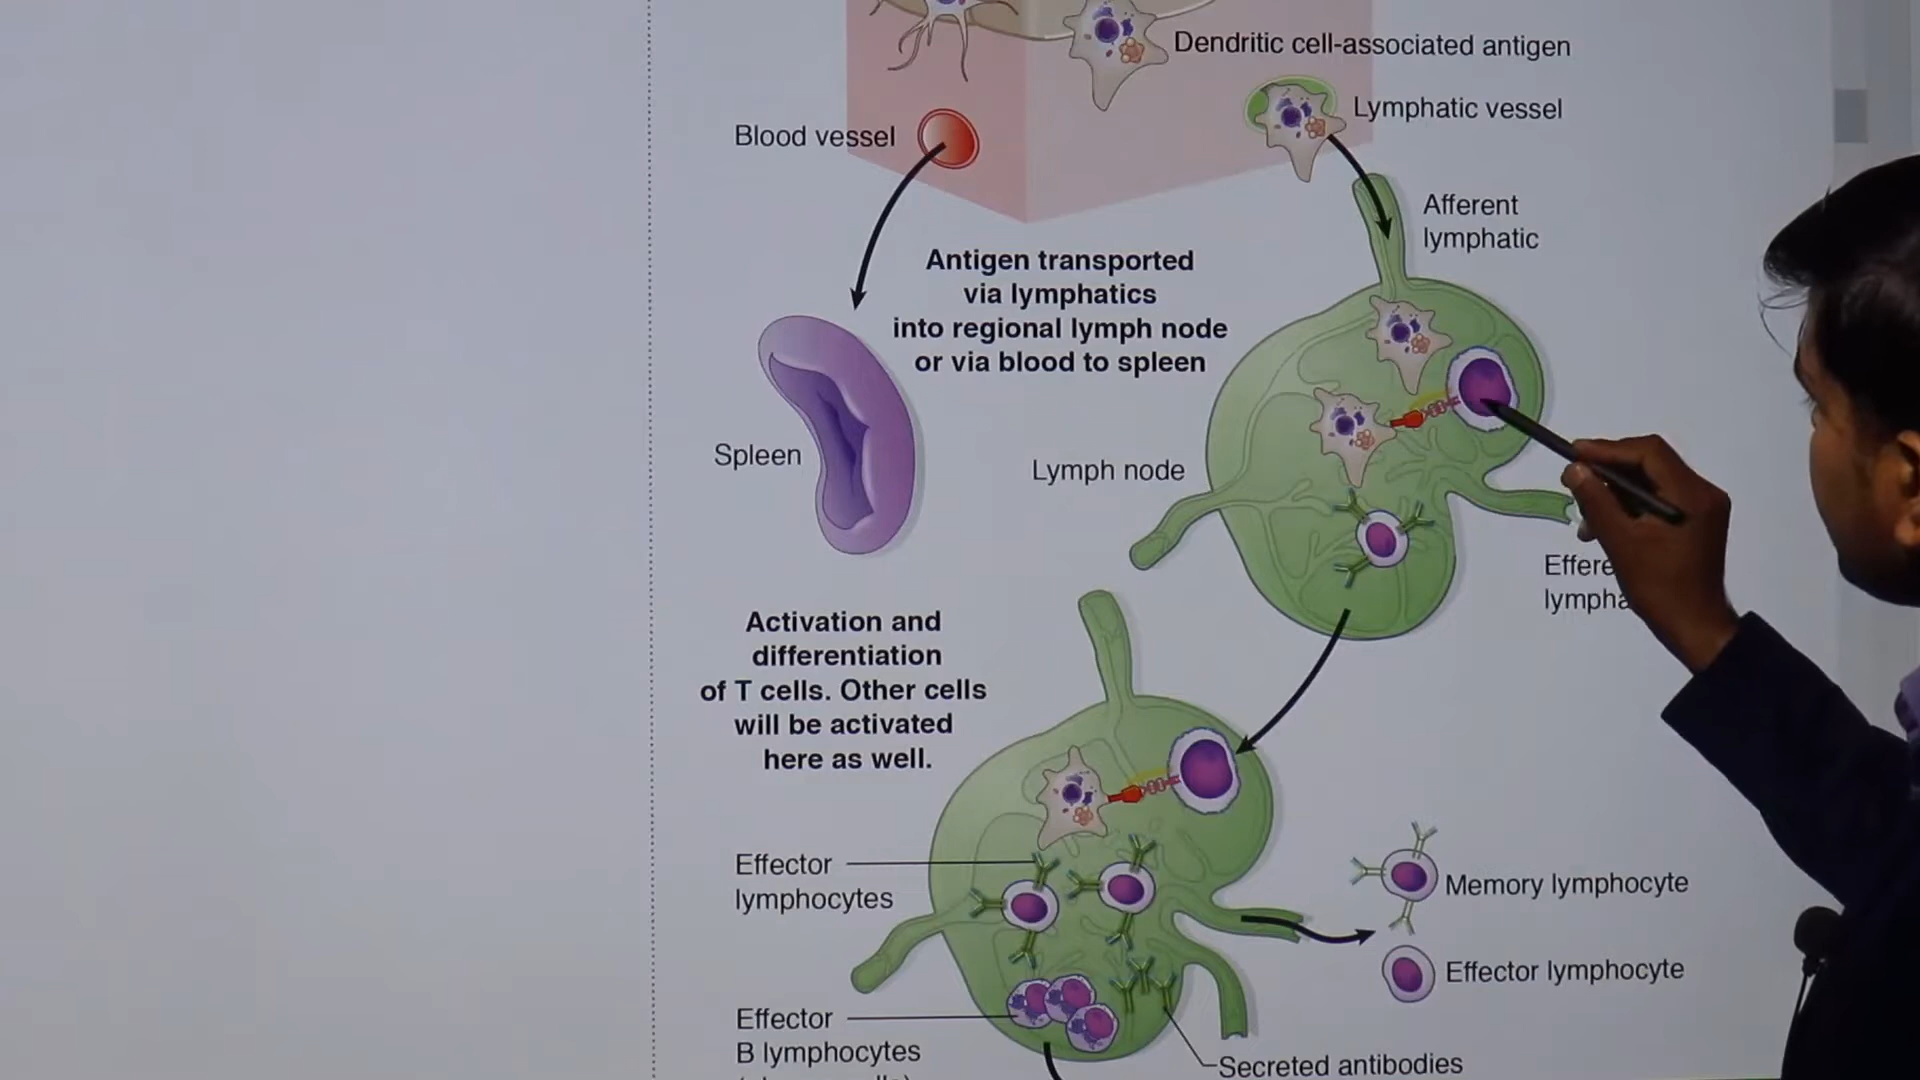 Dendritic cell-associated antigen
Lymphatic vessel
Blood vessel
Afferent
lymphatic
Antigen transported
via lymphatics
into regional lymph node
or via blood to spleen
Spleen
Lymph node
Activation and
differentiation
of T cells. Other cells
will be activated
here as well.
Effector
lymphocytes
Memory lymphocyte
Effector lymphocyte
Effector
B lymphocytes
Secreted antibodies